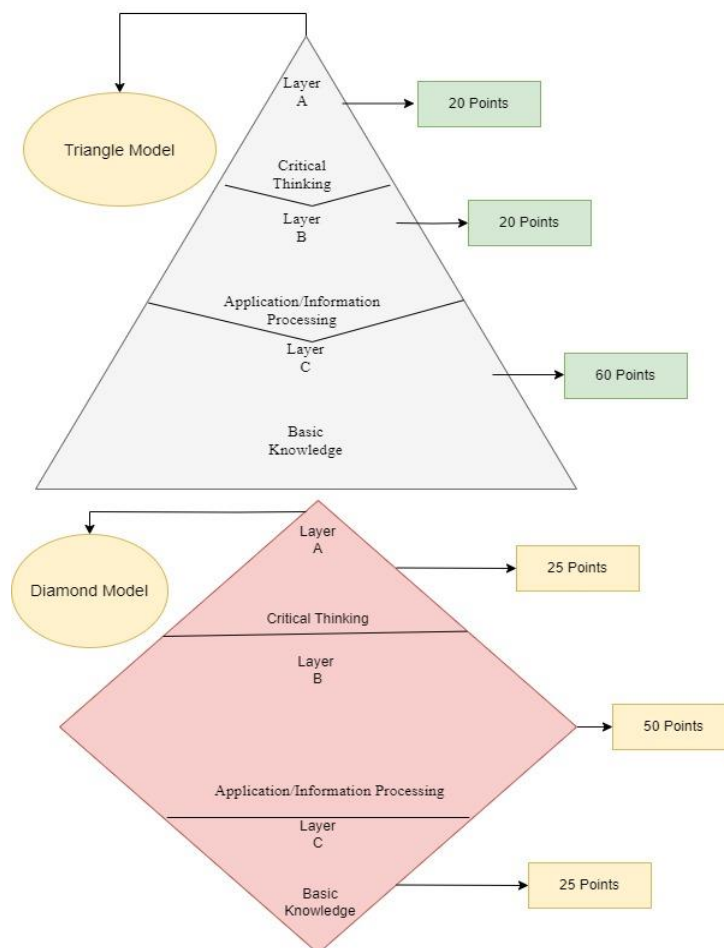 Layer
A
20 Points
Triangle Model
Critical
Thinking
Layer
B
20 Points
Application/Information
Processing
Layer
C
60 Points
Basic
Knowledge
Layer
A
25 Points
Diamond Model
Critical Thinking
Layer
B
50 Points
Application/Information Processing
Layer
C
25 Points
Basic
Knowledge